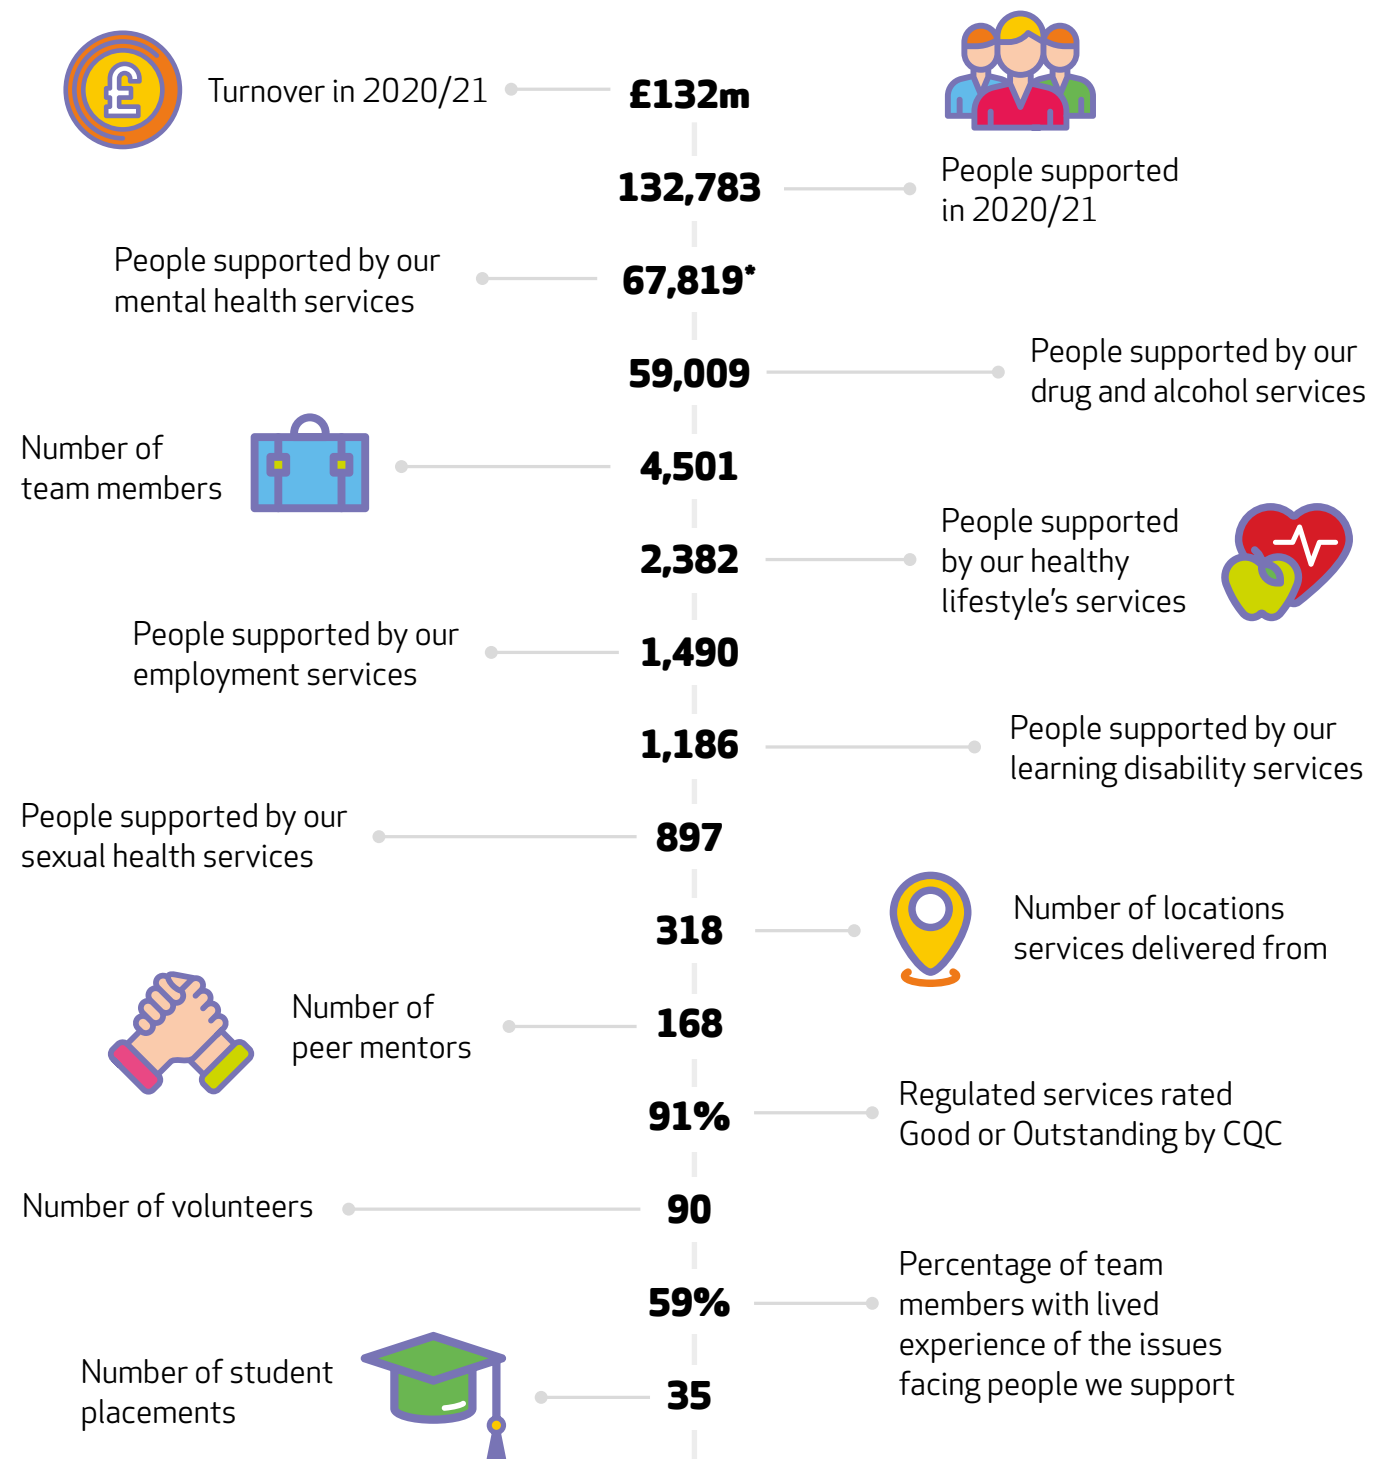 £
Turnover in 2020/21
£132m
132,783
People supported
in 2020/21
People supported by our
mental health services
67,819*
59,009
People supported by our
drug and alcohol services
Number of
team members
4,501
2,382
People supported
by our healthy
lifestyle’s services
People supported by our
employment services
1,490
1,186
People supported by our
learning disability services
People supported by our
sexual health services
897
318
Number of locations
services delivered from
Number of
peer mentors
168
91%
Regulated services rated
Good or Outstanding by CQC
Number of volunteers
90
59%
Percentage of team
members with lived
experience of the issues
facing people we support
Number of student
placements
35